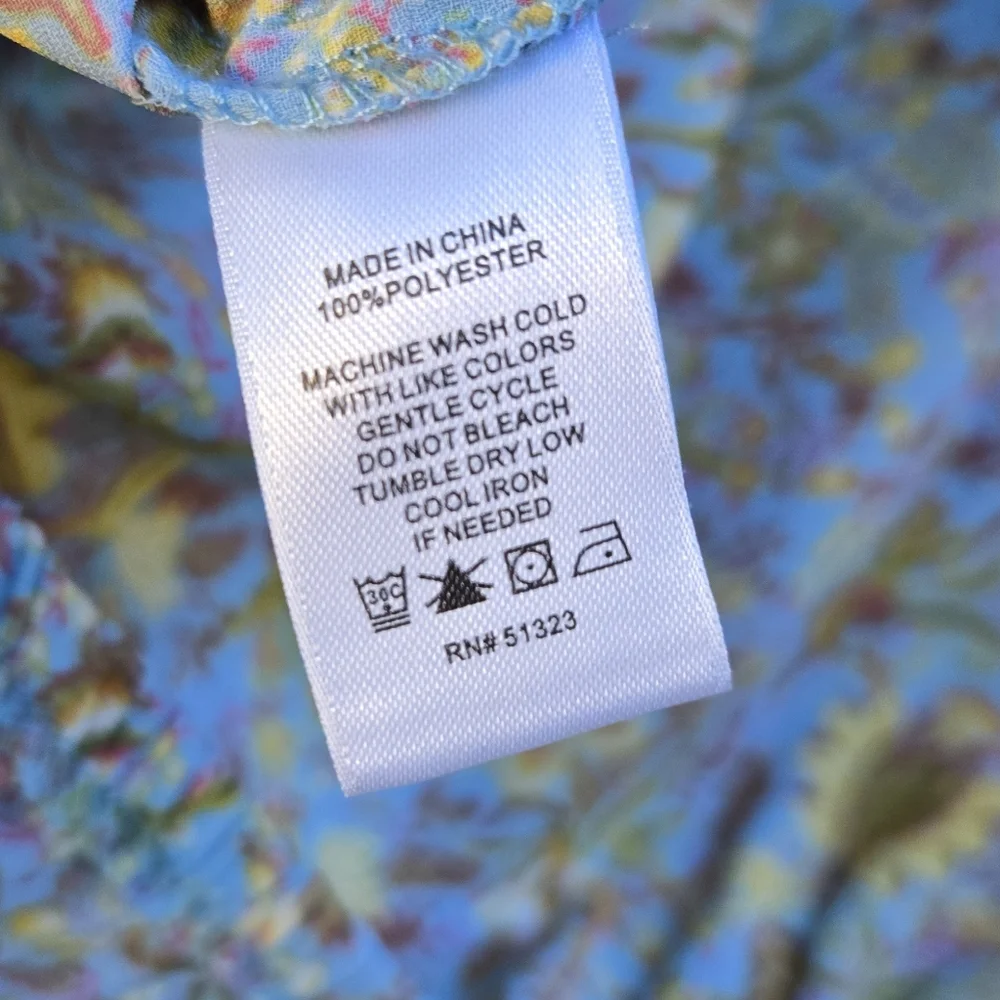 MADE IN CHINA
100%POLYESTER
MACHINE WASH COLD
WITH LIKE COLORS
GENTLE CYCLE
DO NOT BLEACH
TUMBLE DRY LOW
COOL IRON
IF NEEDED
30C
RN# 51323